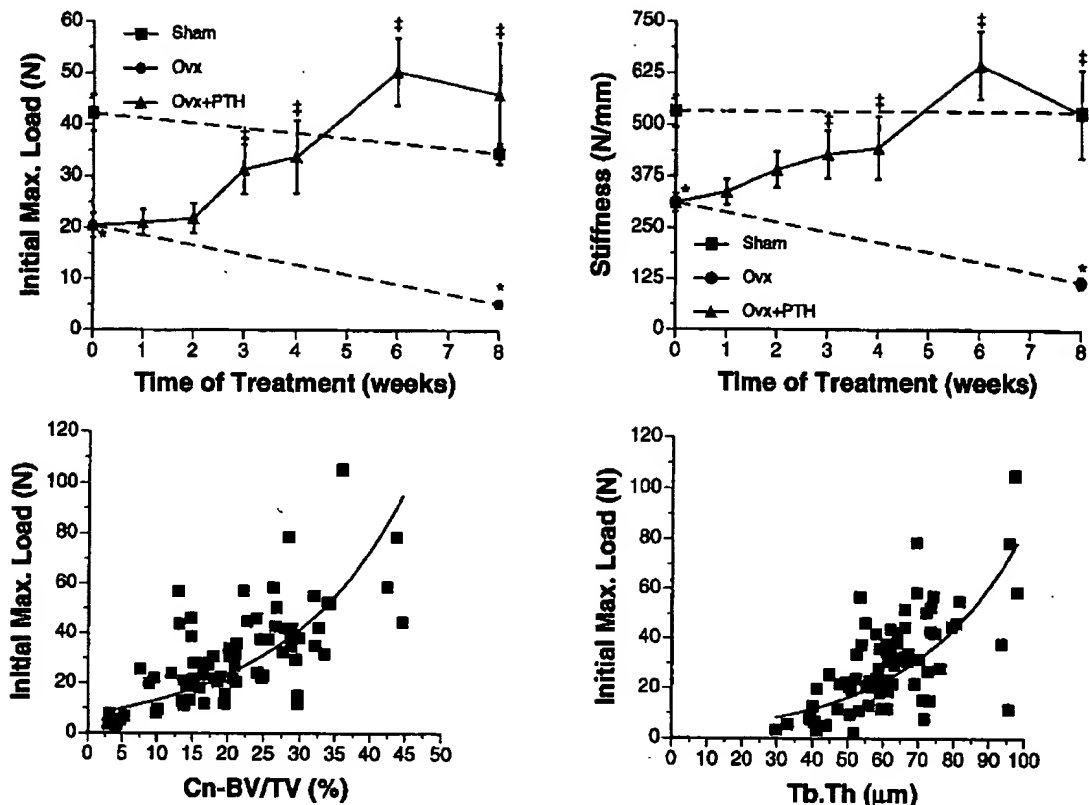 Initial Max. Load (N)
60
50
40
30
20
10
0
Sham
Ovx
Ovx+PTH
‡
‡
‡
‡
*
*
0 1 2 3 4 6 8
Time of Treatment (weeks)
Stiffness (N/mm)
750
625
500
375
250
125
0
‡
‡
‡
‡
*
*
Sham
Ovx
Ovx+PTH
0 1 2 3 4 6 8
Time of Treatment (weeks)
Initial Max. Load (N)
120
100
80
60
40
20
0
0 5 10 15 20 25 30 35 40 45 50
Cn-BV/TV (%)
Initial Max. Load (N)
120
100
80
60
40
20
0
0 10 20 30 40 50 60 70 80 90 100
Tb.Th (μm)